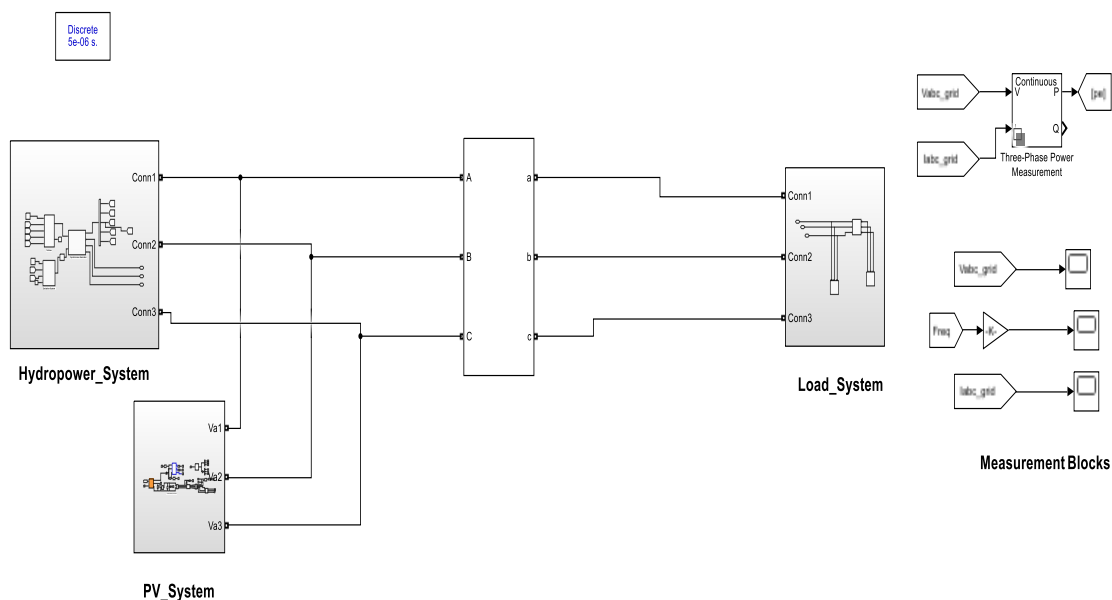 Discrete
5e-06 s.
Conn1
Conn2
Conn3
Hydropower_System
Va1
Va2
Va3
PV_System
A
B
C
a
b
c
Conn1
Conn2
Conn3
Load_System
Vabc_grid
Iabc_grid
Continuous
V
P
Q
[pe]
Three-Phase Power
Measurement
Vabc_grid
Freq
-K-
Iabc_grid
Measurement Blocks